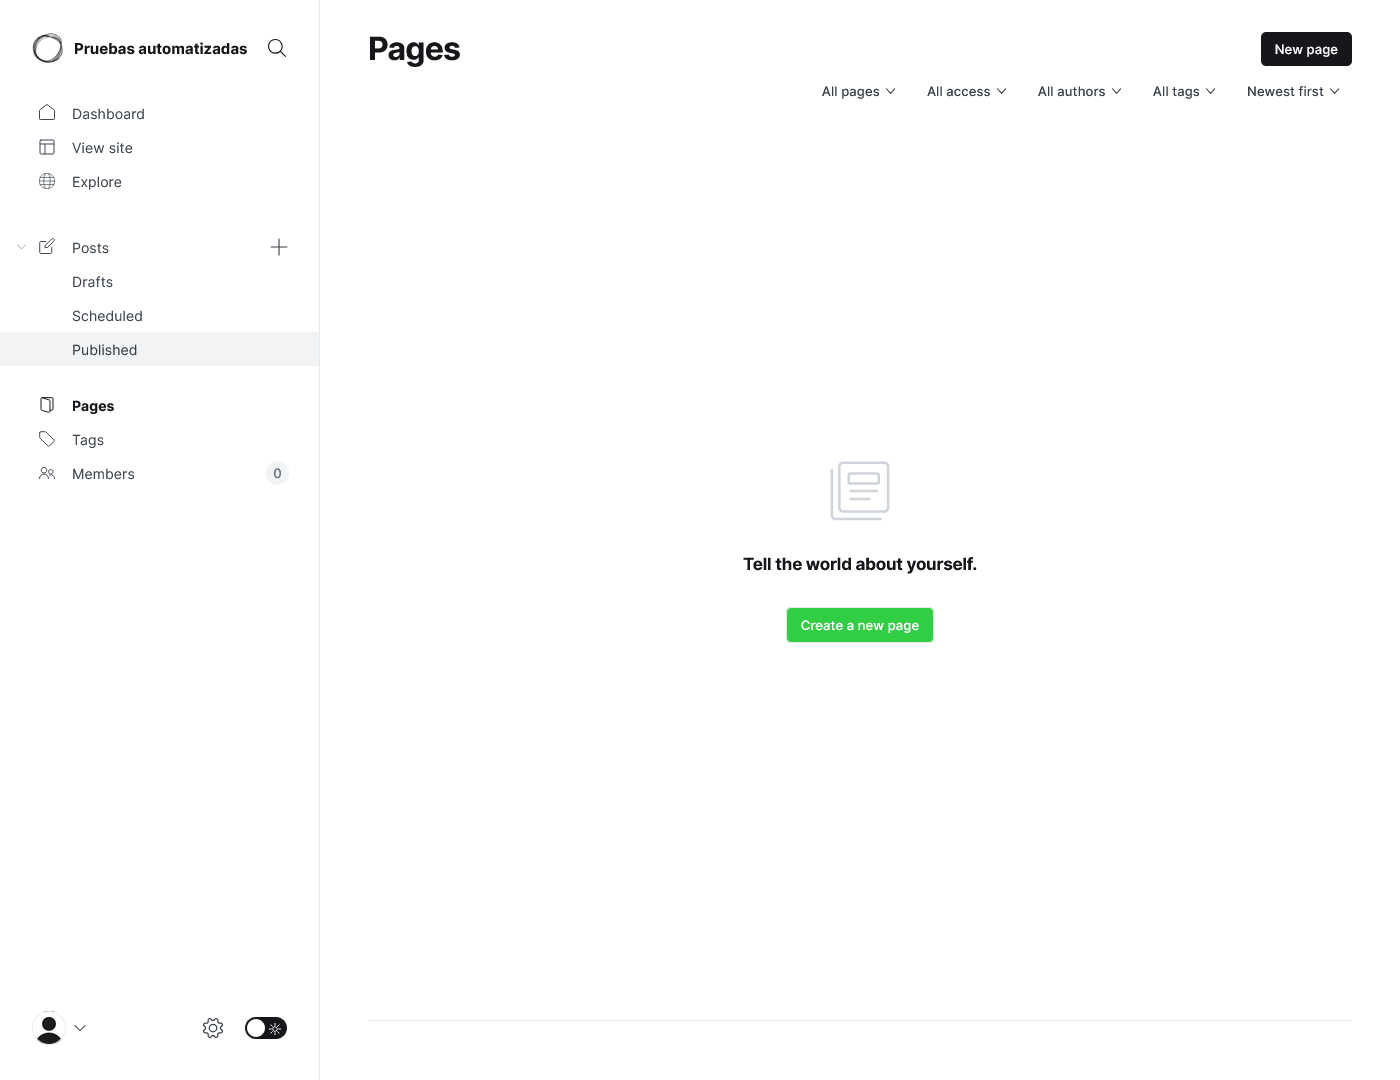 Pruebas automatizadas
Dashboard
View site
Explore
Posts
Drafts
Scheduled
Published
Pages
Tags
Members 0
Pages
New page
All pages All access All authors All tags Newest first
Tell the world about yourself.
Create a new page